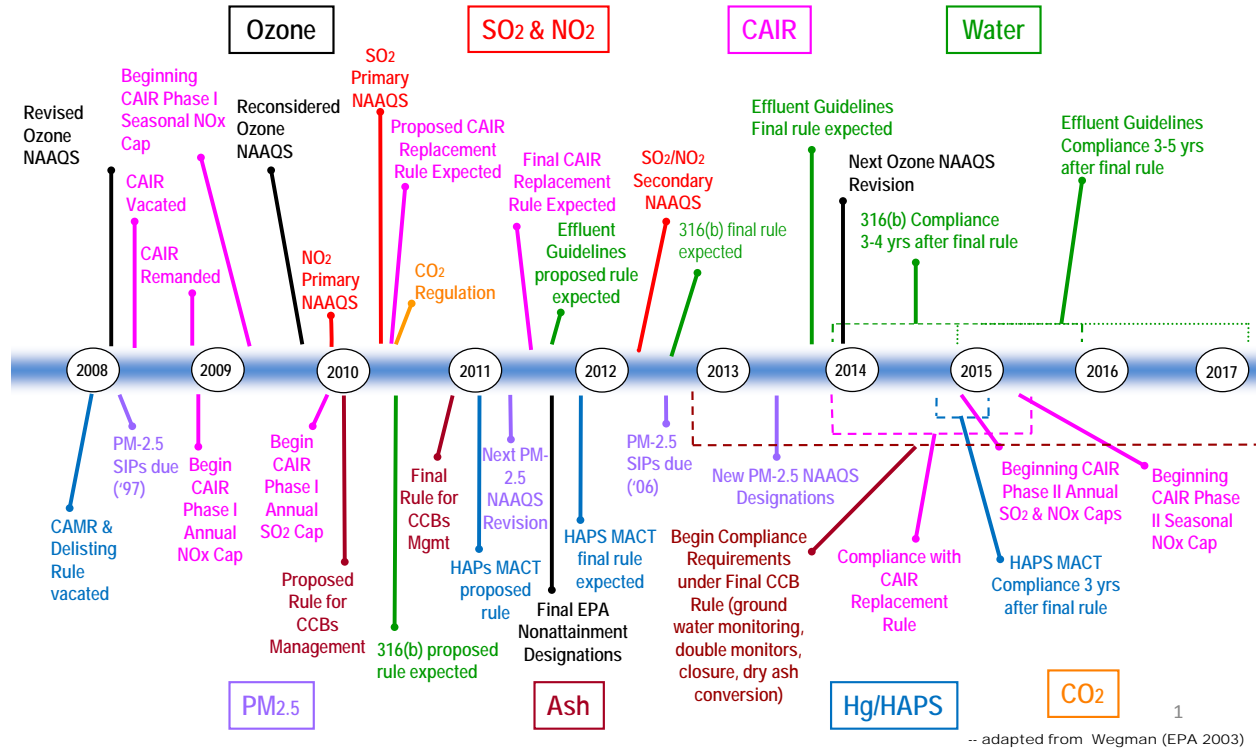 Ozone
SO2 & NO2
CAIR
Water
Revised
Ozone
NAAQS
Beginning
CAIR Phase I
Seasonal NOx
Cap
CAIR
Vacated
CAIR
Remanded
Reconsidered
Ozone
NAAQS
NO2
Primary
NAAQS
SO2
Primary
NAAQS
Proposed CAIR
Replacement
Rule Expected
CO2
Regulation
Final CAIR
Replacement
Rule Expected
Effluent
Guidelines
proposed rule
expected
SO2/NO2
Secondary
NAAQS
316(b) final rule
expected
Effluent Guidelines
Final rule expected
Next Ozone NAAQS
Revision
316(b) Compliance
3-4 yrs after final rule
Effluent Guidelines
Compliance 3-5 yrs
after final rule
2008
2009
2010
2011
2012
2013
2014
2015
2016
2017
CAMR &
Delisting
Rule
vacated
PM-2.5
SIPs due
(‘97)
Begin
CAIR
Phase I
Annual
NOx Cap
Begin
CAIR
Phase I
Annual
SO2 Cap
Proposed
Rule for
CCBs
Management
316(b) proposed
rule expected
Final
Rule for
CCBs
Mgmt
HAPs MACT
proposed
rule
Next PM-
2.5
NAAQS
Revision
Final EPA
Nonattainment
Designations
HAPS MACT
final rule
expected
PM-2.5
SIPs due
(‘06)
New PM-2.5 NAAQS
Designations
Begin Compliance
Requirements
under Final CCB
Rule (ground
water monitoring,
double monitors,
closure, dry ash
conversion)
Compliance with
CAIR
Replacement
Rule
Beginning CAIR
Phase II Annual
SO2 & NOx Caps
HAPS MACT
Compliance 3 yrs
after final rule
Beginning
CAIR Phase
II Seasonal
NOx Cap
PM2.5
Ash
Hg/HAPS
CO2
1
-- adapted from Wegman (EPA 2003)